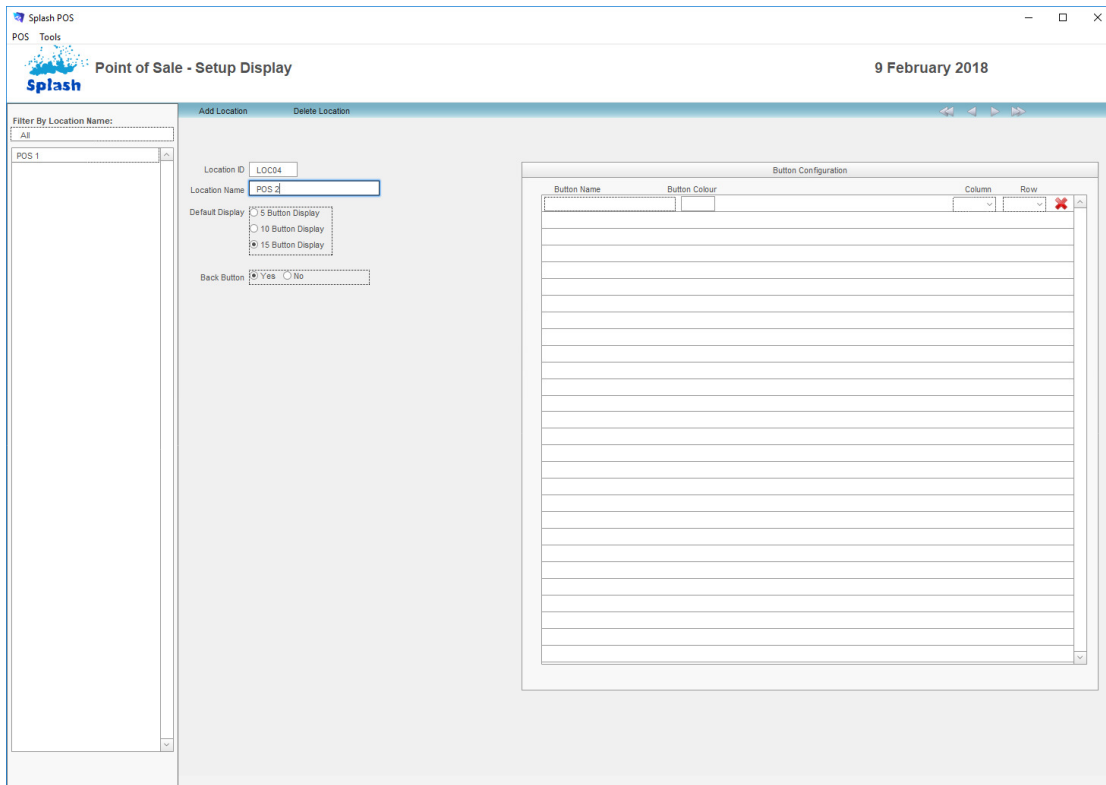 Splash POS
POS Tools
Splash
Point of Sale - Setup Display
9 February 2018
Add Location Delete Location
Filter By Location Name:
All
POS 1
Location ID LOC04
Location Name POS 2
Default Display 5 Button Display
10 Button Display
15 Button Display
Back Button Yes No
Button Configuration
Button Name Button Colour Column Row